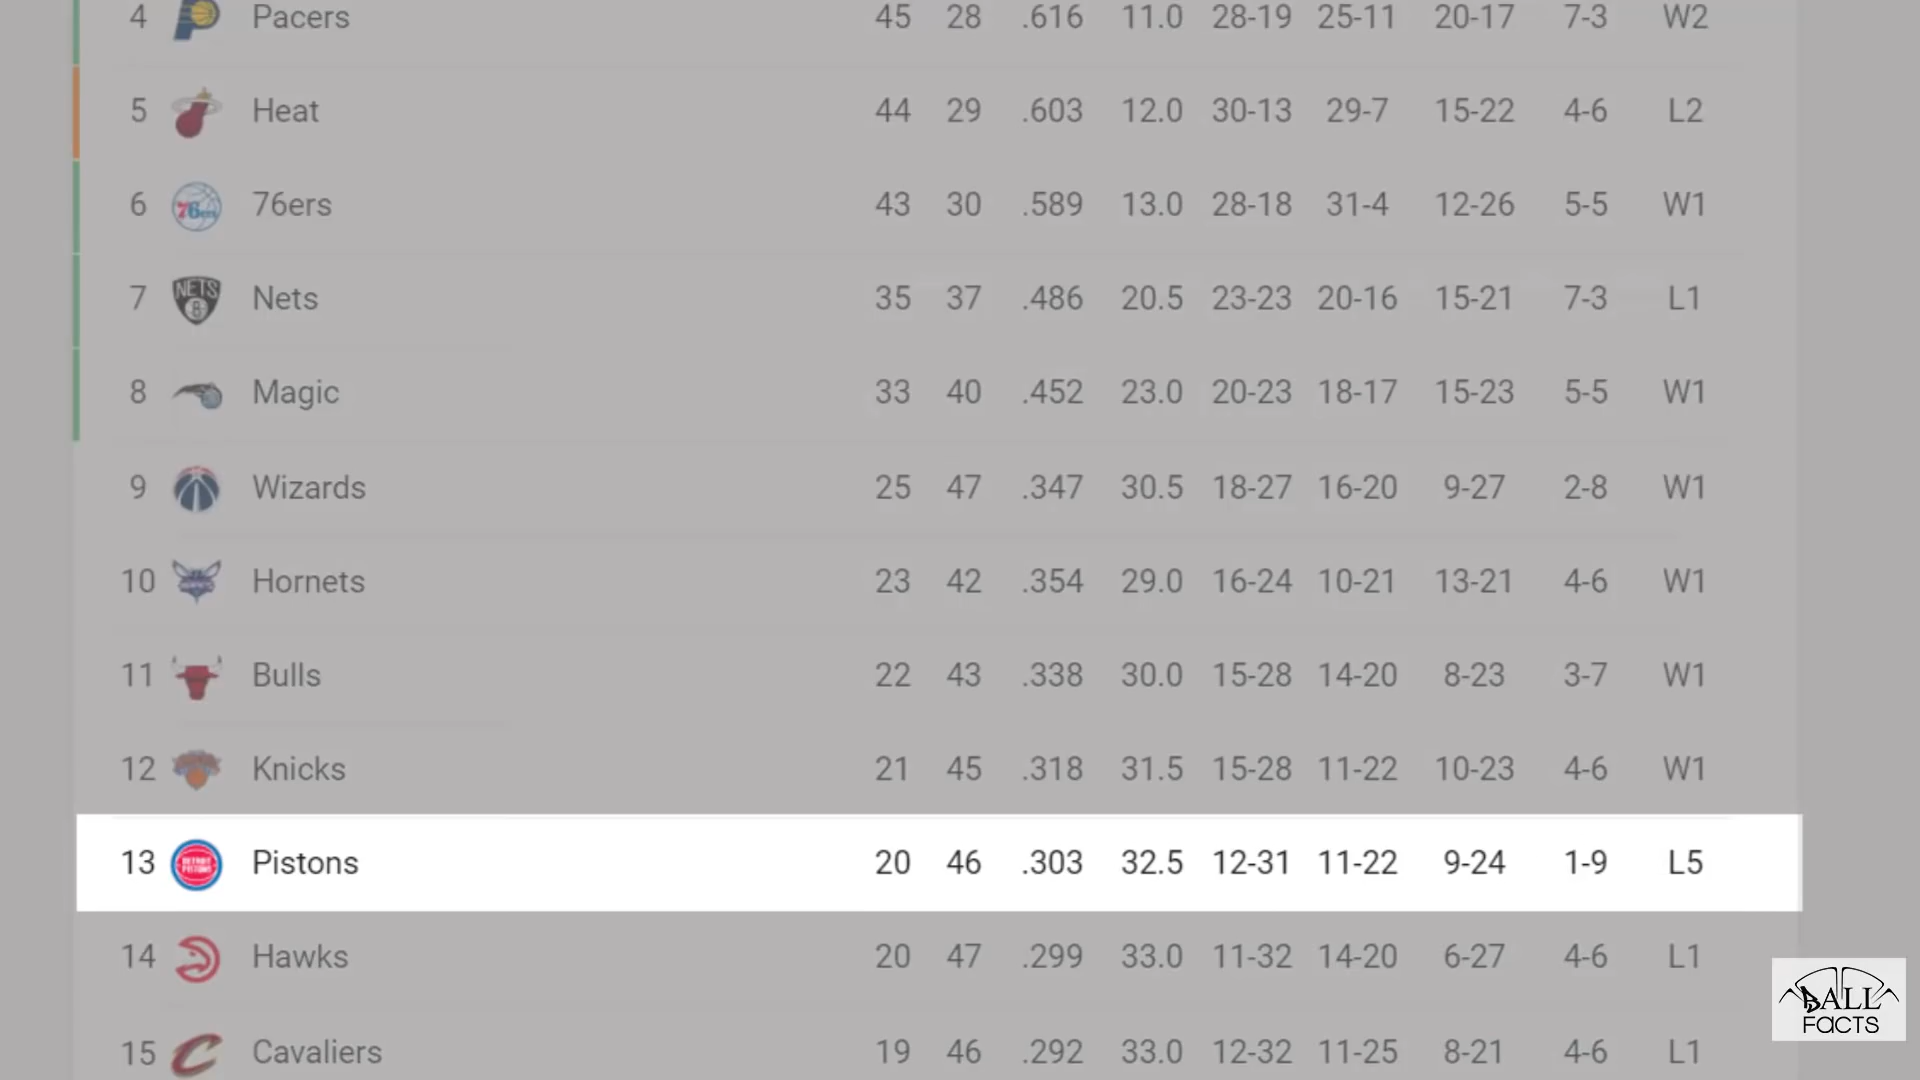 4 Pacers 45 28 .616 11.0 28-19 25-11 20-17 7-3 W2
5 Heat 44 29 .603 12.0 30-13 29-7 15-22 4-6 L2
6 76ers 76ers 43 30 .589 13.0 28-18 31-4 12-26 5-5 W1
7 NETS B Nets 35 37 .486 20.5 23-23 20-16 15-21 7-3 L1
8 Magic 33 40 .452 23.0 20-23 18-17 15-23 5-5 W1
9 Wizards 25 47 .347 30.5 18-27 16-20 9-27 2-8 W1
10 Hornets 23 42 .354 29.0 16-24 10-21 13-21 4-6 W1
11 Bulls 22 43 .338 30.0 15-28 14-20 8-23 3-7 W1
12 Knicks 21 45 .318 31.5 15-28 11-22 10-23 4-6 W1
13 DETROIT PISTONS Pistons 20 46 .303 32.5 12-31 11-22 9-24 1-9 L5
14 Hawks 20 47 .299 33.0 11-32 14-20 6-27 4-6 L1
15 C Cavaliers 19 46 .292 33.0 12-32 11-25 8-21 4-6 L1
BALL
FACTS